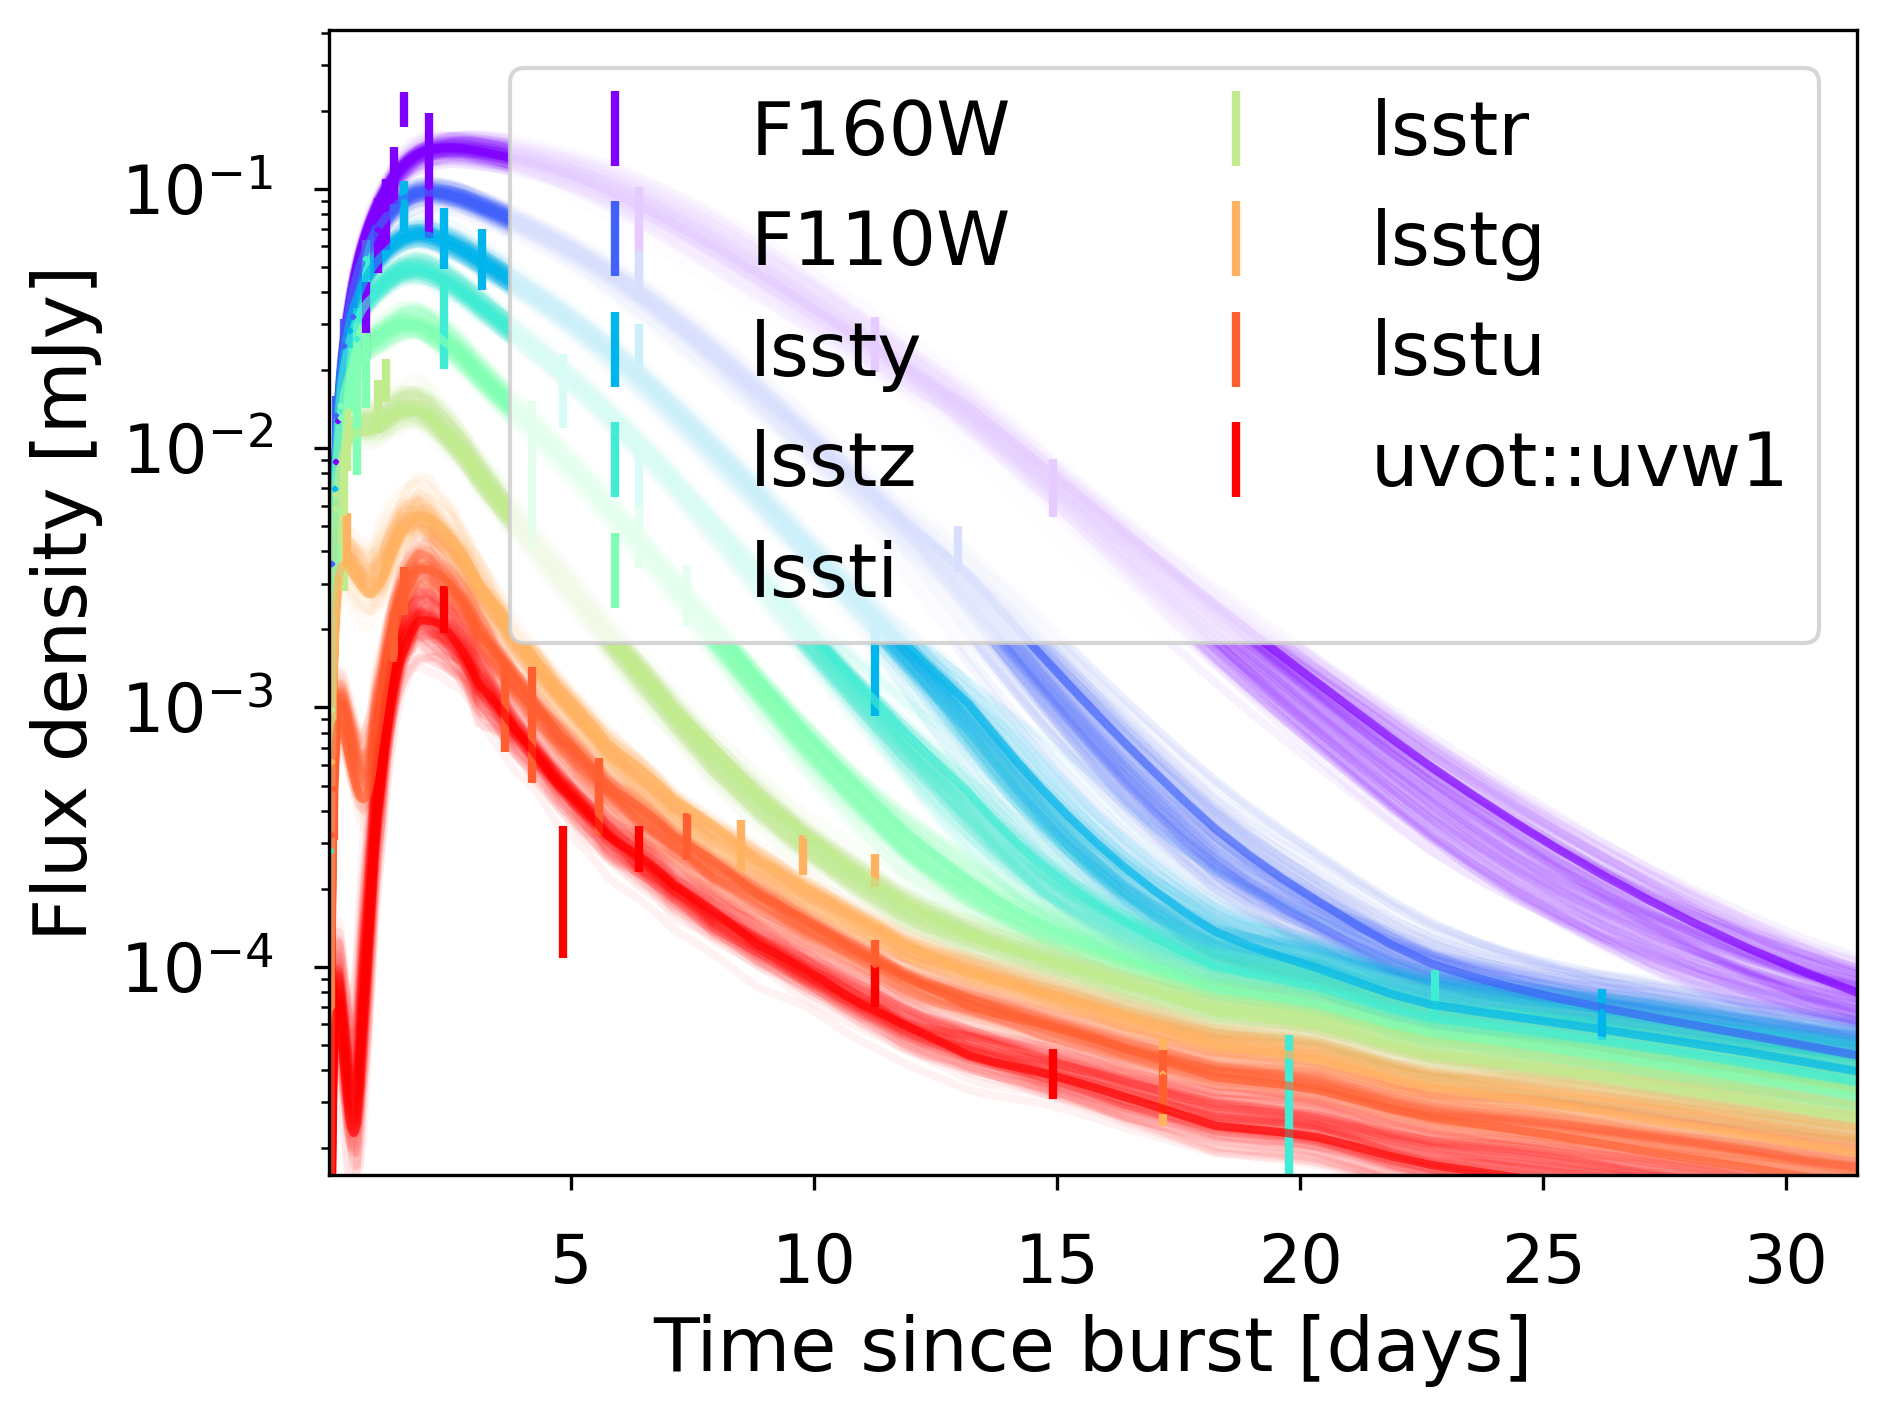 Flux density [mJy]
10⁻¹
10⁻²
10⁻³
10⁻⁴
F160W
F110W
lssty
lsstz
lssti
lsstr
lsstg
lsstu
uvot::uvw1
5 10 15 20 25 30
Time since burst [days]